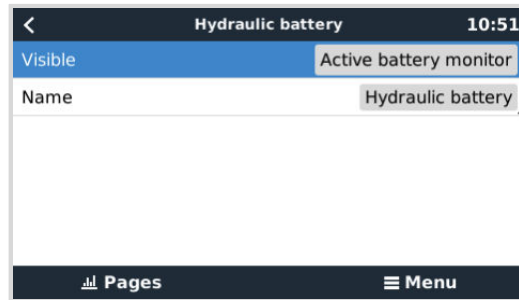 Hydraulic battery 10:51
Visible Active battery monitor
Name Hydraulic battery
Pages Menu